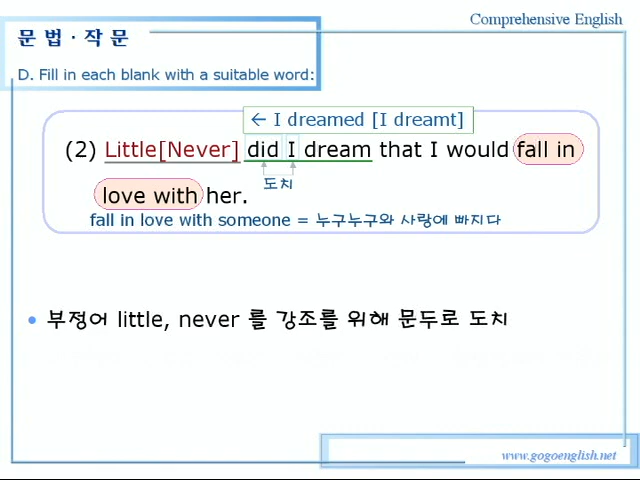 Comprehensive English
문 법 · 작 문
D. Fill in each blank with a suitable word:
← I dreamed [I dreamt]
(2) Little[Never] did I dream that I would fall in
도치
love with her.
fall in love with someone = 누구누구와 사랑에 빠지다
• 부정어 little, never 를 강조를 위해 문두로 도치
www.gogoenglish.net